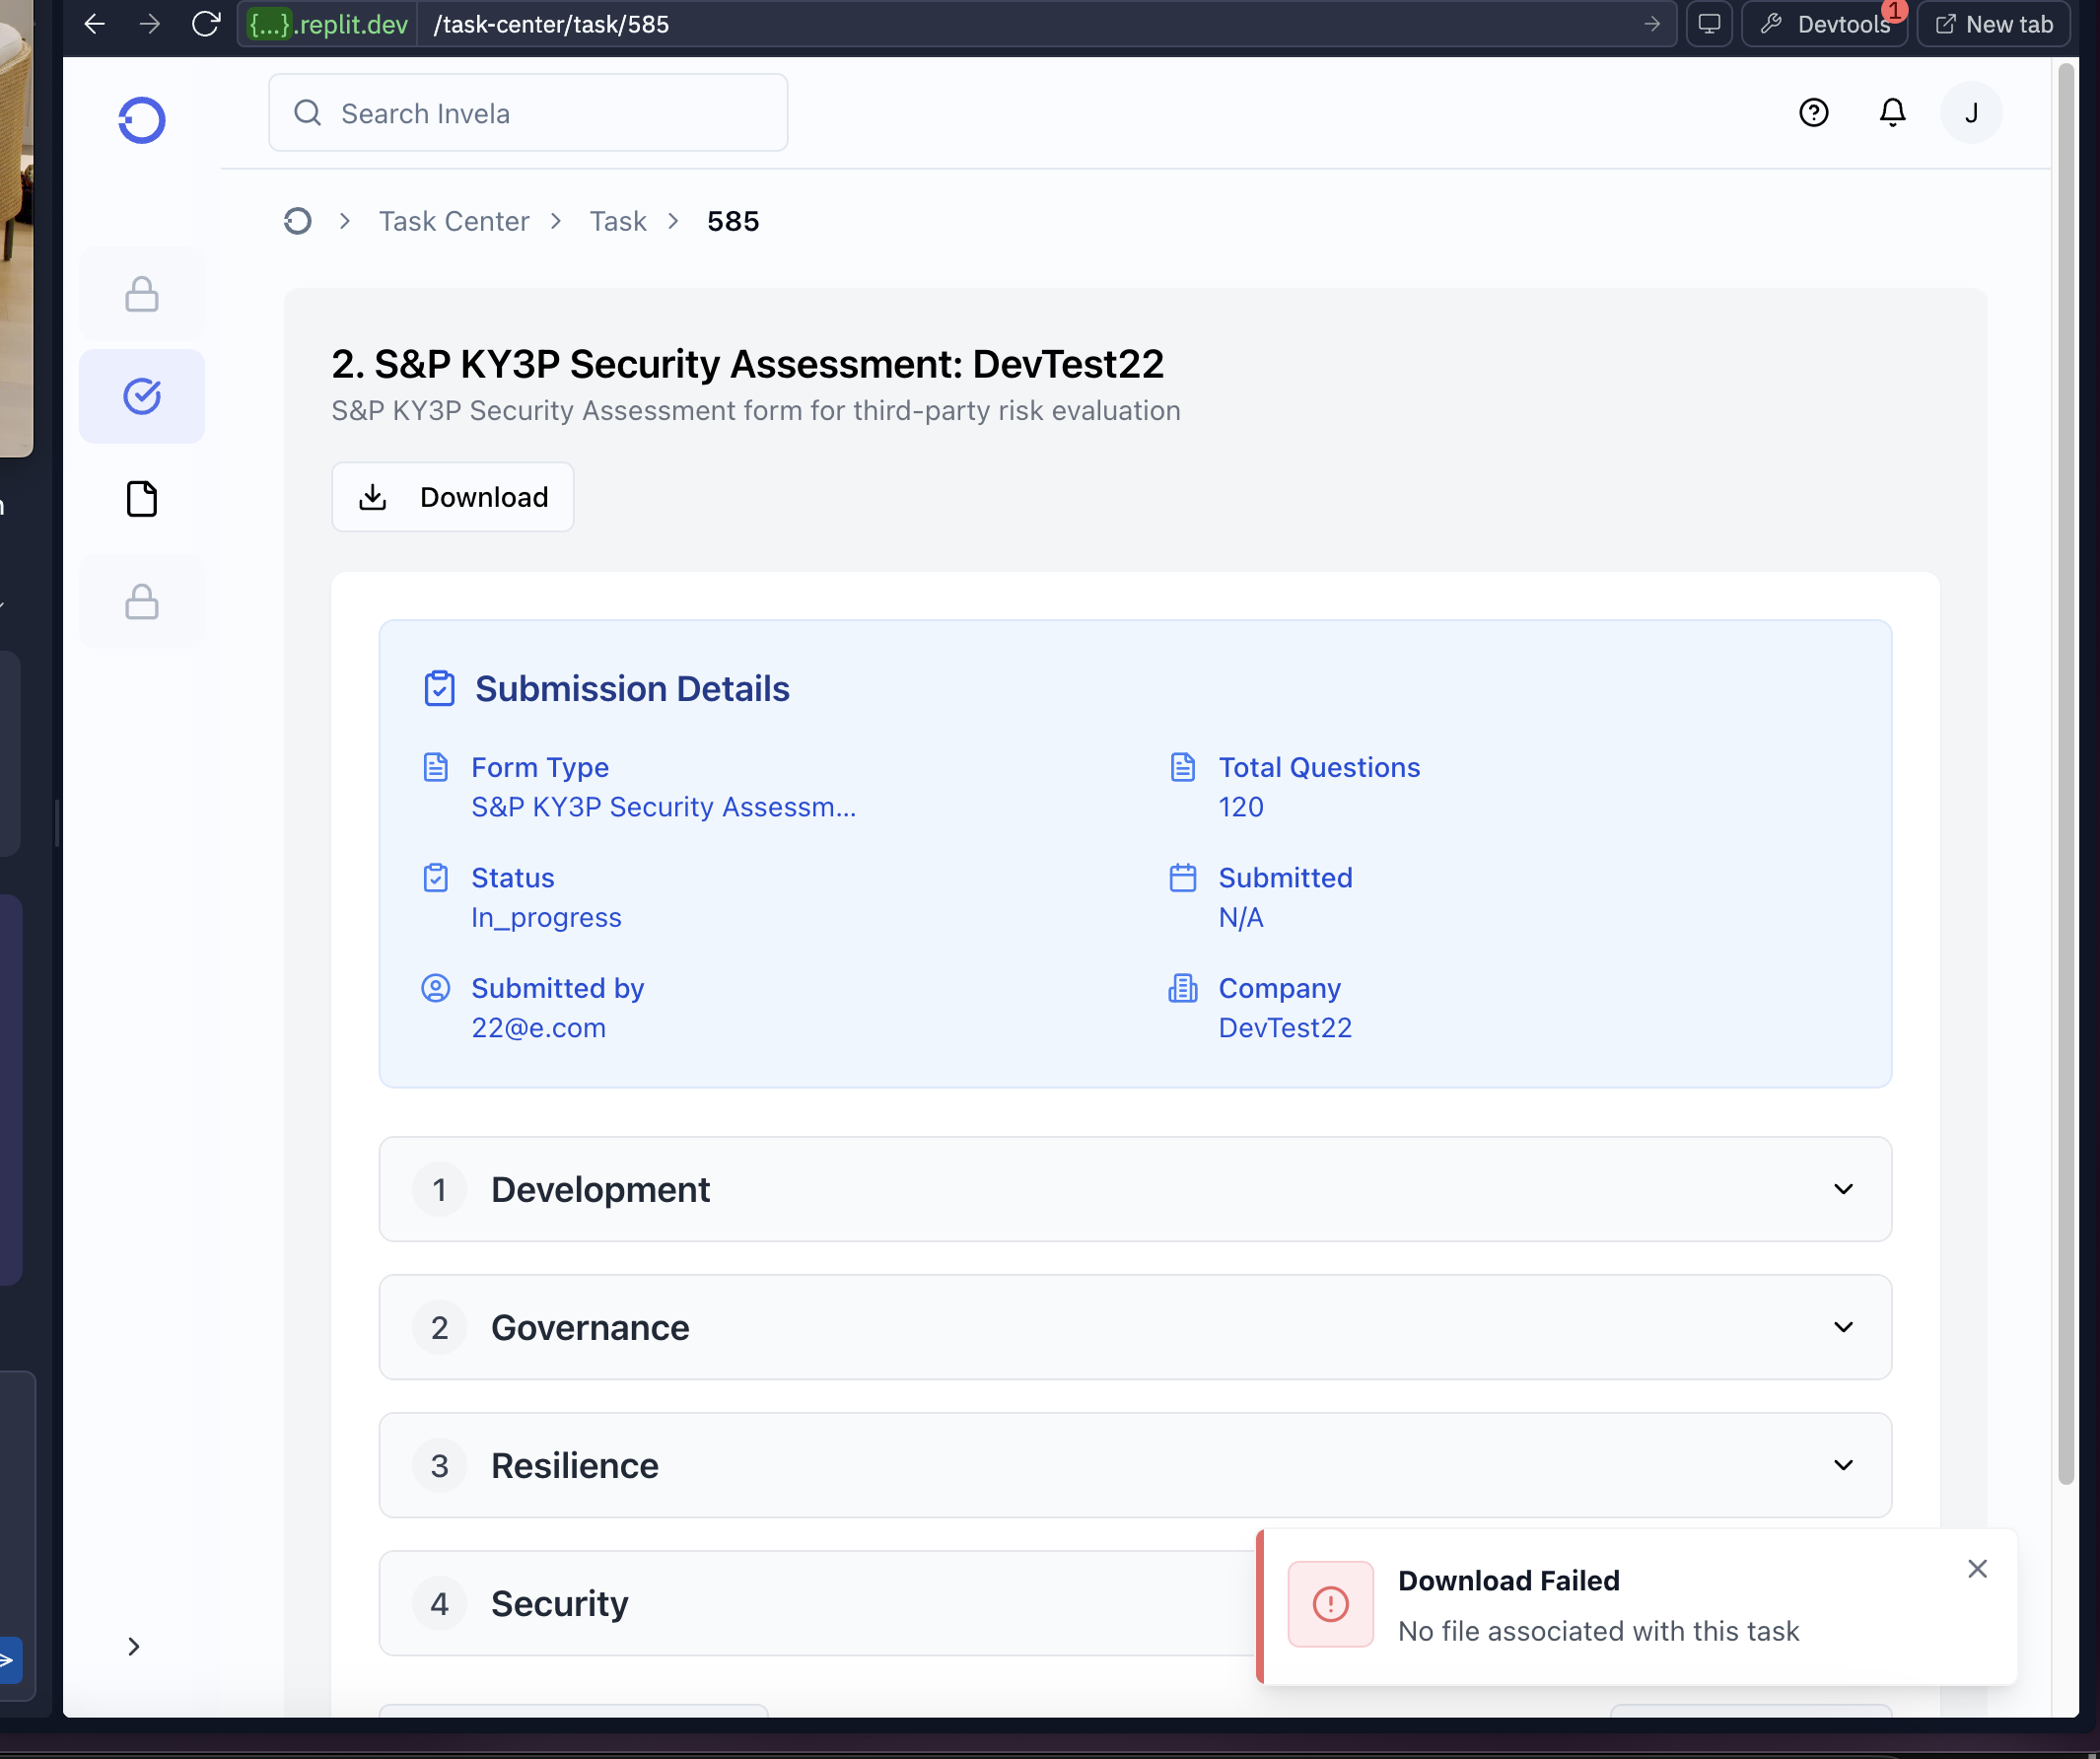 {...}.replit.dev /task-center/task/585
Devtools 1
New tab
Search Invela
J
Task Center > Task > 585
2. S&P KY3P Security Assessment: DevTest22
S&P KY3P Security Assessment form for third-party risk evaluation
Download
Submission Details
Form Type
S&P KY3P Security Assessm...
Total Questions
120
Status
In_progress
Submitted
N/A
Submitted by
22@e.com
Company
DevTest22
1 Development
2 Governance
3 Resilience
4 Security
Download Failed
No file associated with this task